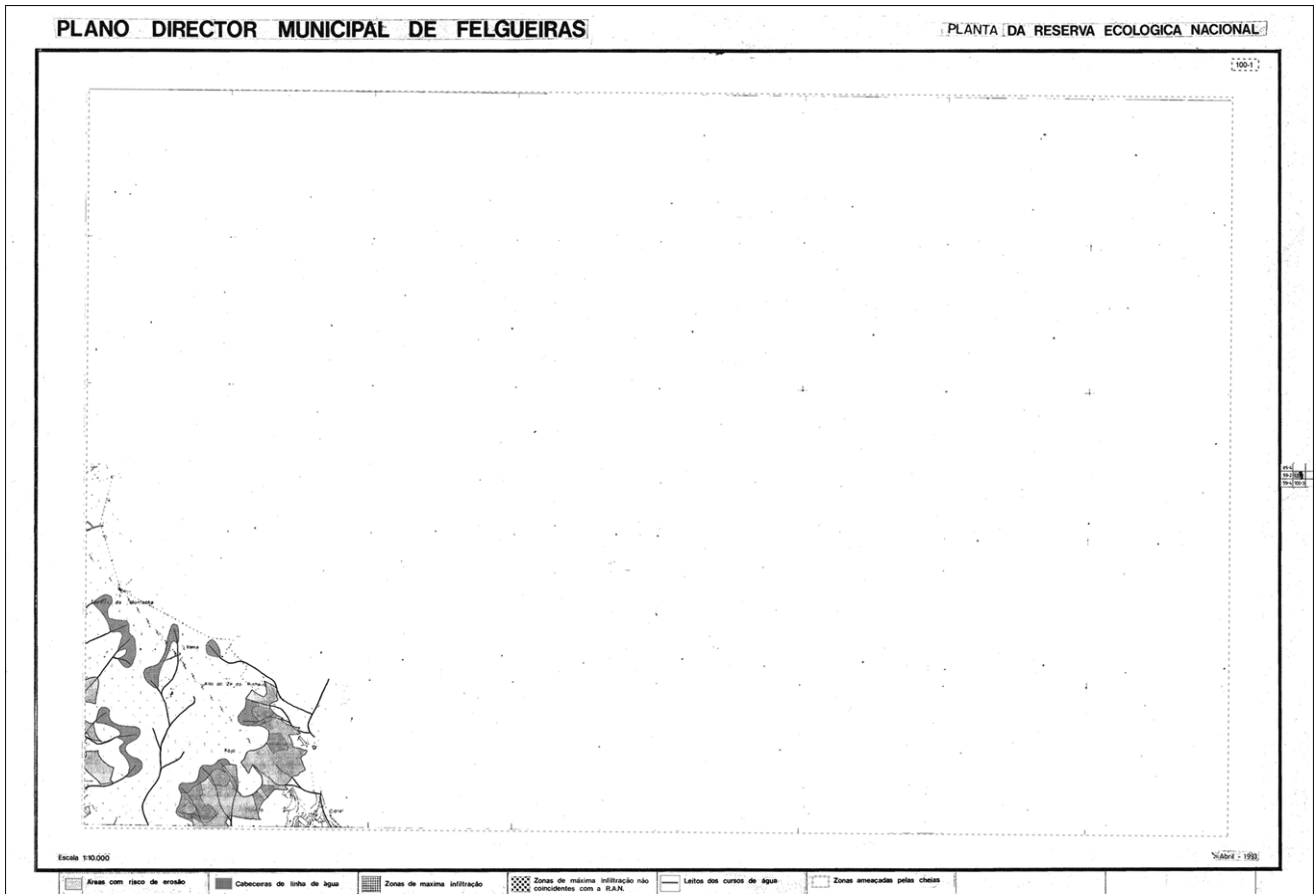 PLANO DIRECTOR MUNICIPAL DE FELGUEIRAS
PLANTA DA RESERVA ECOLOGICA NACIONAL
100-1
Escala 1:10.000
Abril - 1993
Areas com risco de erosão
Cabeceiras de linha de água
Zonas de maxima infiltração
Zonas de máxima infiltração não
coincidentes com a R.A.N.
Leitos dos cursos de água
Zonas ameaçadas pelas cheias